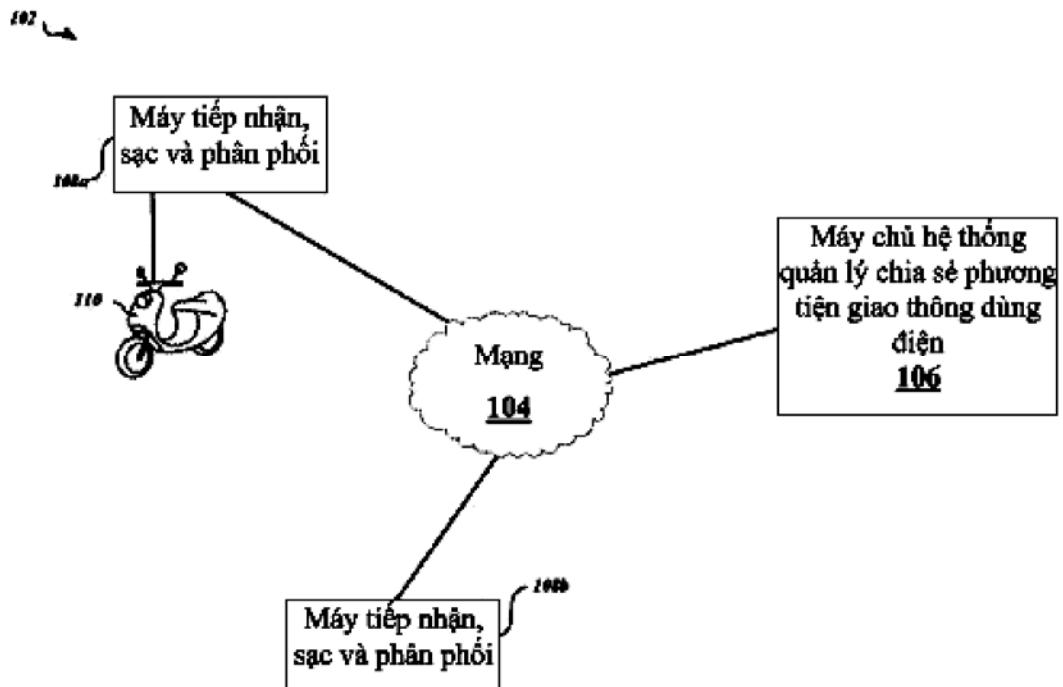 102
Máy tiếp nhận,
sạc và phân phối
108a
110
Máy chủ hệ thống
quản lý chia sẻ phương
tiện giao thông dùng
điện
106
Mạng
104
108b
Máy tiếp nhận,
sạc và phân phối